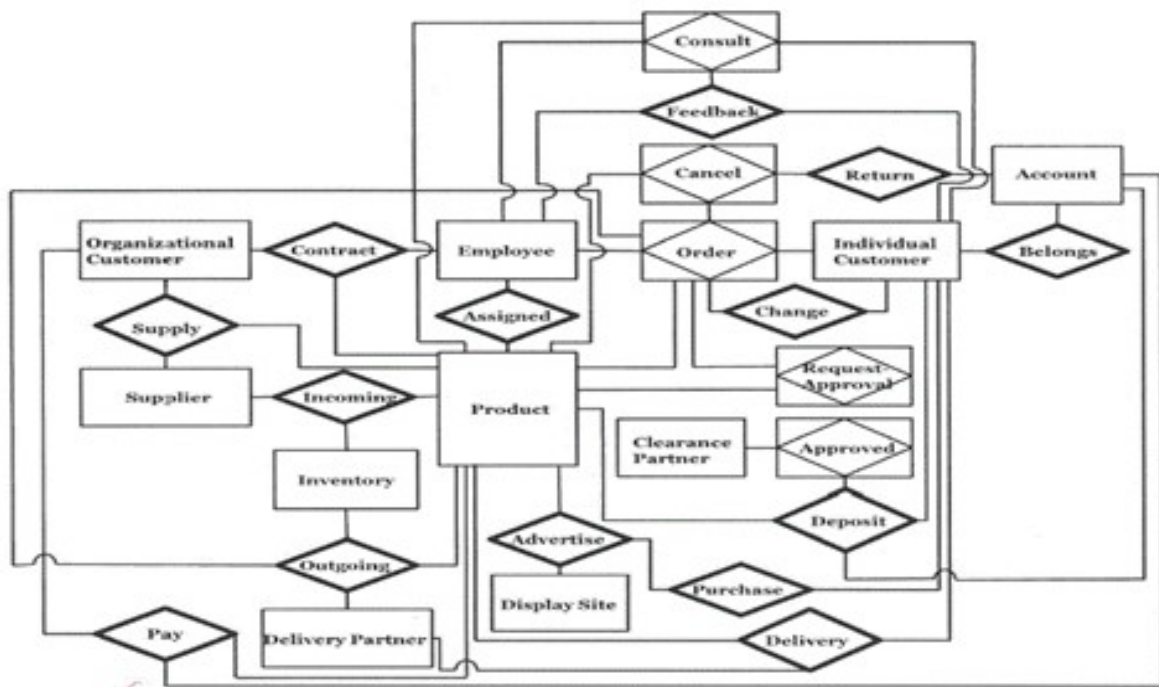 Consult
Feedback
Cancel
Return
Account
Organizational
Customer
Contract
Employee
Order
Individual
Customer
Belongs
Supply
Assigned
Change
Supplier
Incoming
Product
Request-
Approval
Clearance
Partner
Approved
Inventory
Deposit
Advertise
Outgoing
Purchase
Display Site
Pay
Delivery Partner
Delivery